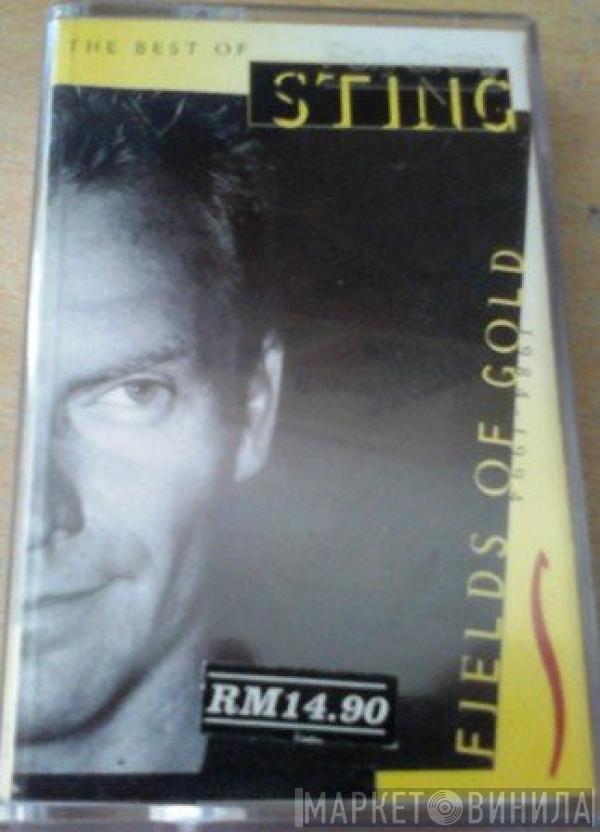 THE BEST OF
STING
FIELDS OF GOLD
1984-1994
RM14.90
МАРКЕТ ВИНИЛА